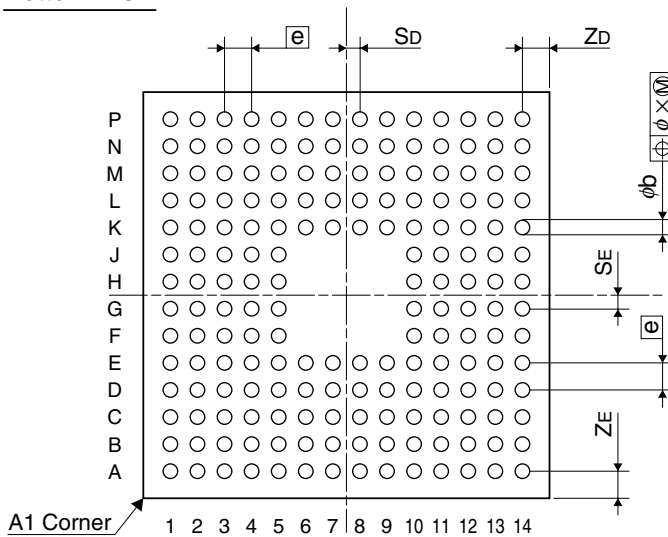 e SD ZD
⌖ ϕ × Ⓜ
P
N
M
L
K
J
H
G
F
E
D
C
B
A
ϕb
SE
e
ZE
A1 Corner
1 2 3 4 5 6 7 8 9 10 11 12 13 14